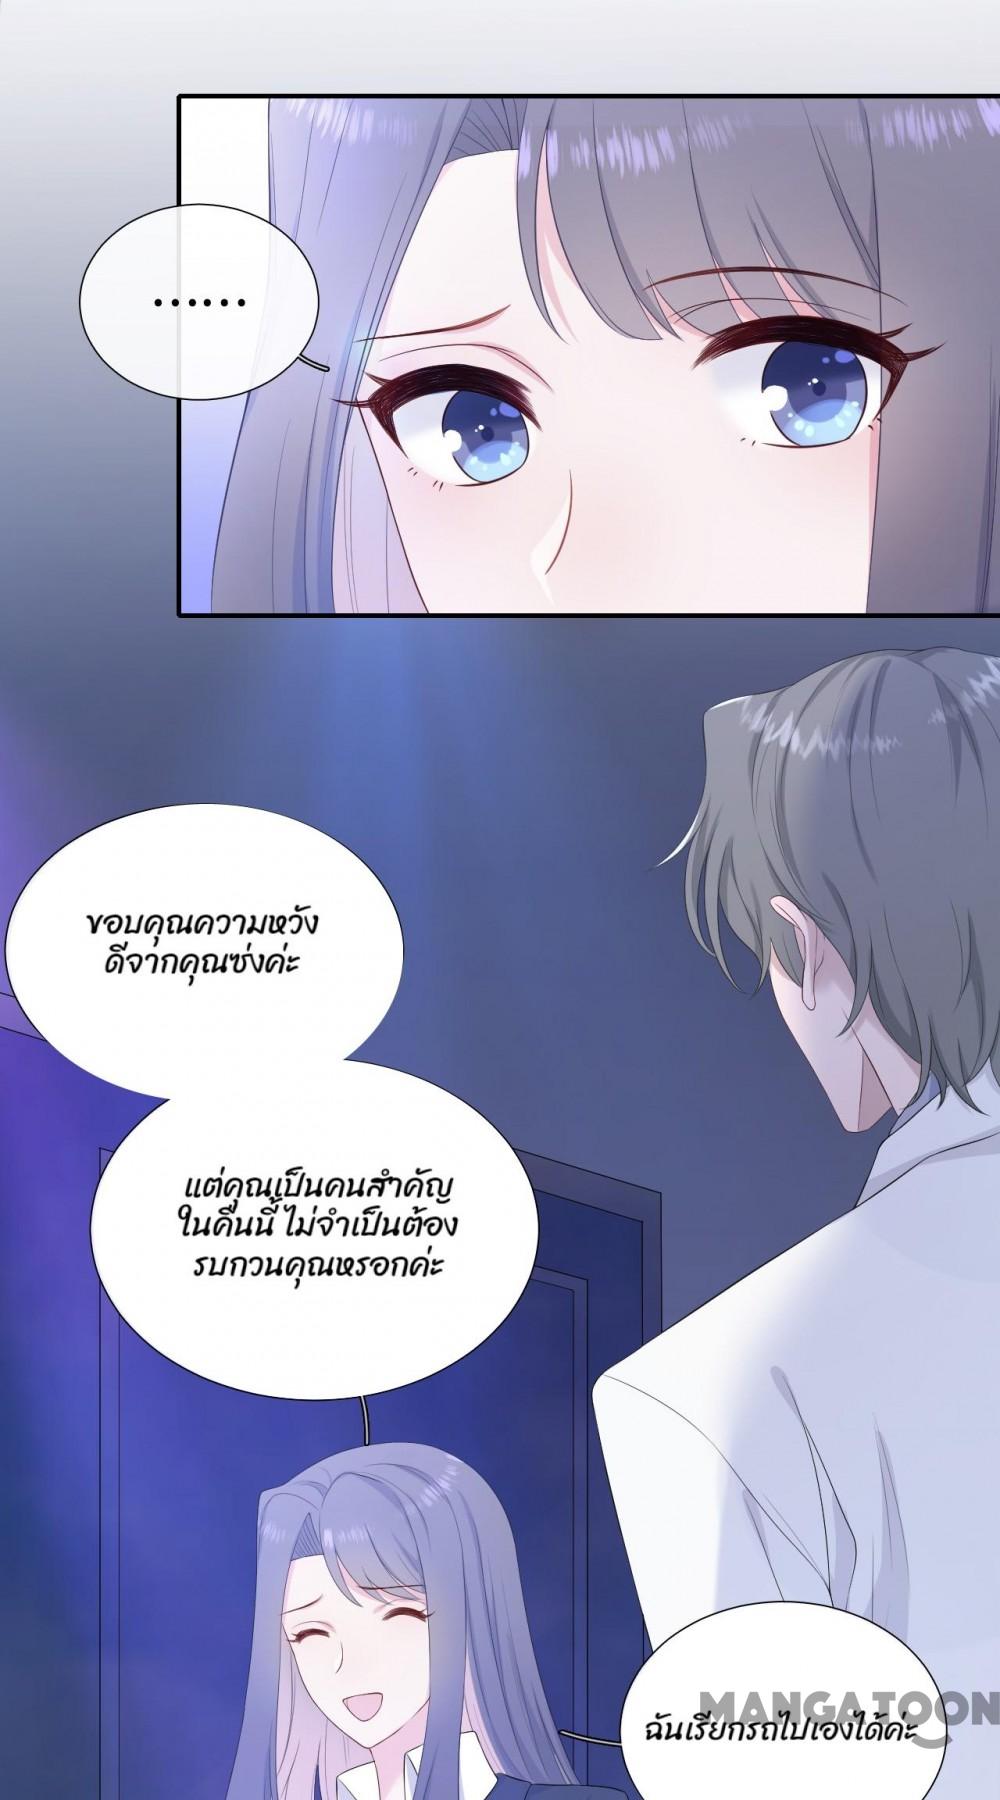 ......
ขอบคุณความหวัง
ดีจากคุณซ่งค่ะ
แต่คุณเป็นคนสำคัญ
ในคืนนี้ ไม่จำเป็นต้อง
รบกวนคุณหรอกค่ะ
ฉันเรียกรถไปเองได้ค่ะ
MANGATOON